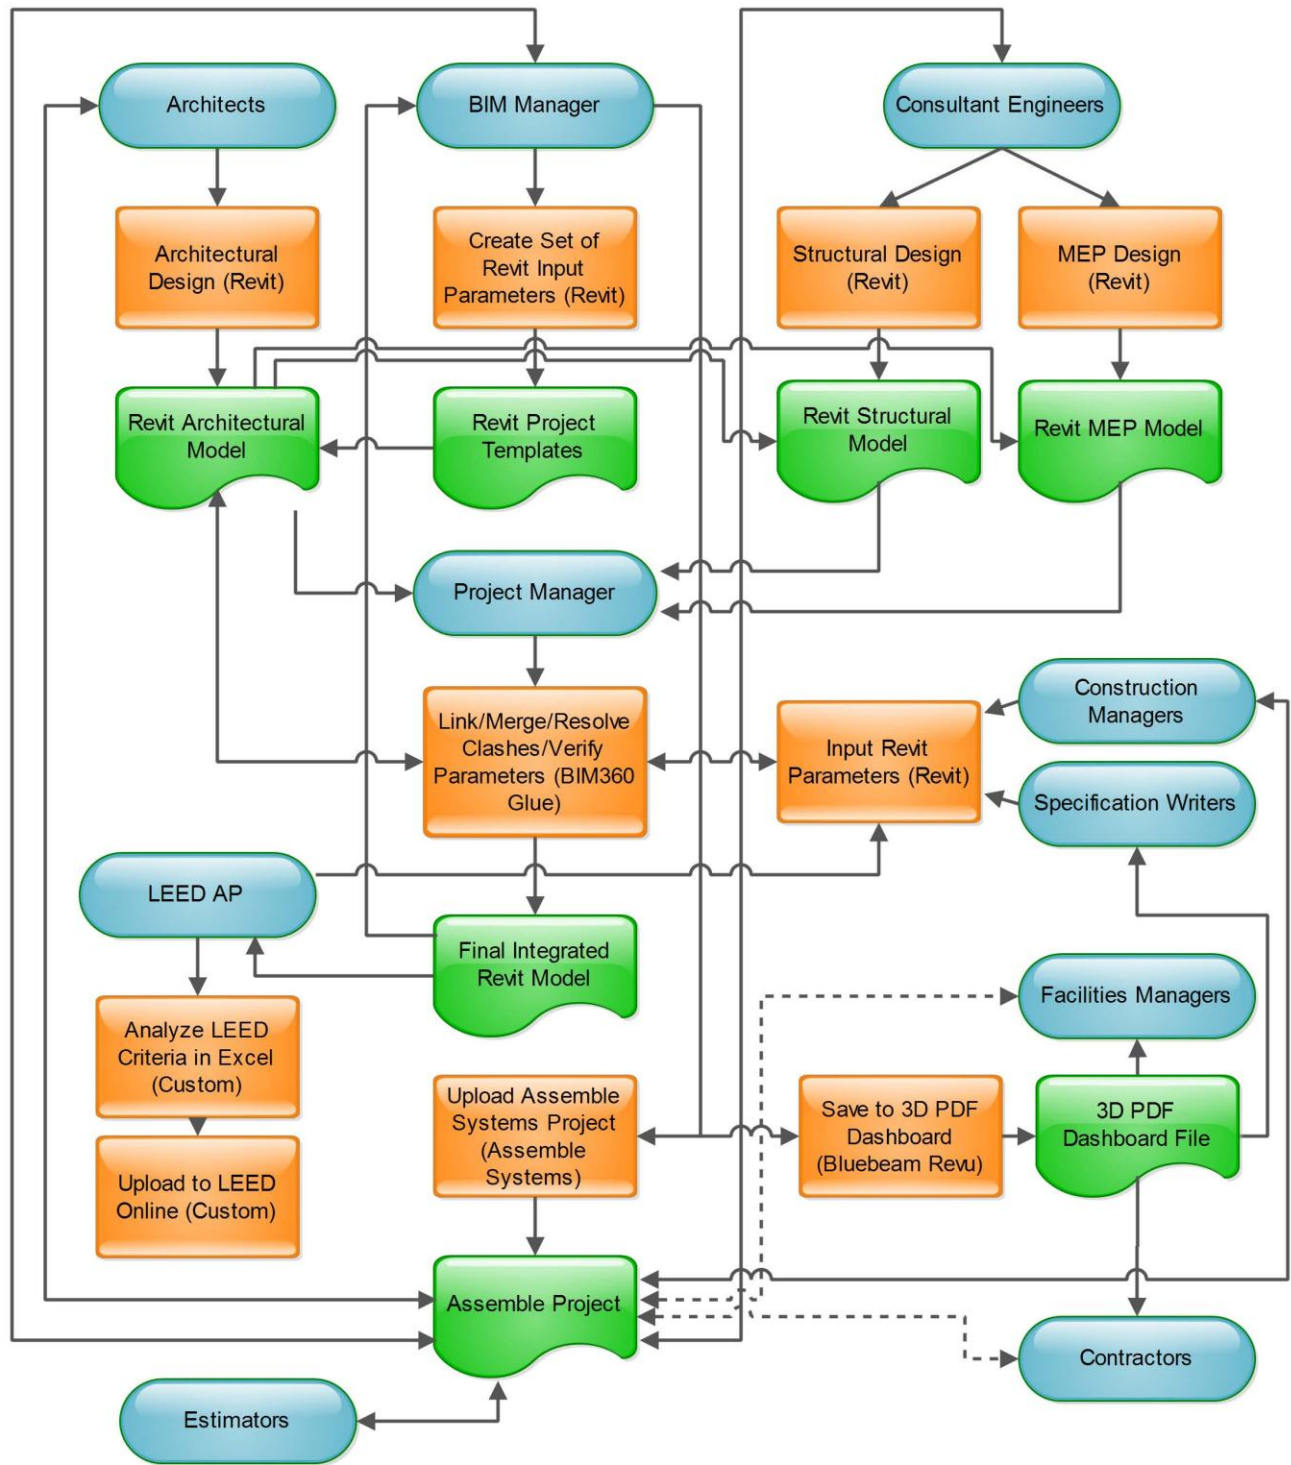 Architects
BIM Manager
Consultant Engineers
Architectural
Design (Revit)
Create Set of
Revit Input
Parameters (Revit)
Structural Design
(Revit)
MEP Design
(Revit)
Revit Architectural
Model
Revit Project
Templates
Revit Structural
Model
Revit MEP Model
Project Manager
Link/Merge/Resolve
Clashes/Verify
Parameters (BIM360
Glue)
Input Revit
Parameters (Revit)
Construction
Managers
Specification Writers
LEED AP
Final Integrated
Revit Model
Facilities Managers
Analyze LEED
Criteria in Excel
(Custom)
Upload Assemble
Systems Project
(Assemble
Systems)
Save to 3D PDF
Dashboard
(Bluebeam Revu)
3D PDF
Dashboard File
Upload to LEED
Online (Custom)
Assemble Project
Contractors
Estimators